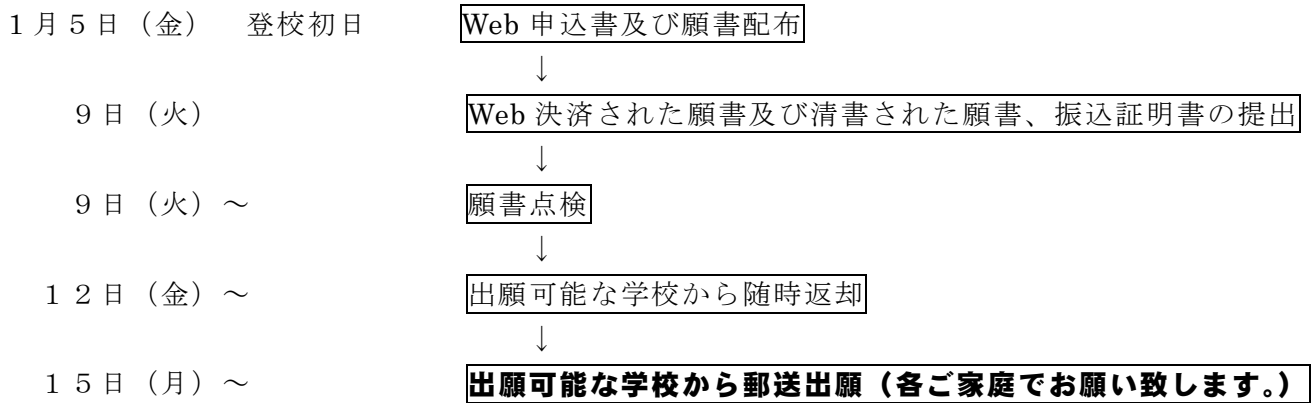 １月５日（金）　登校初日　Web 申込書及び願書配布
↓
９日（火）　Web 決済された願書及び清書された願書、振込証明書の提出
↓
９日（火）～　願書点検
↓
１２日（金）～　出願可能な学校から随時返却
↓
１５日（月）～　出願可能な学校から郵送出願（各ご家庭でお願い致します。）